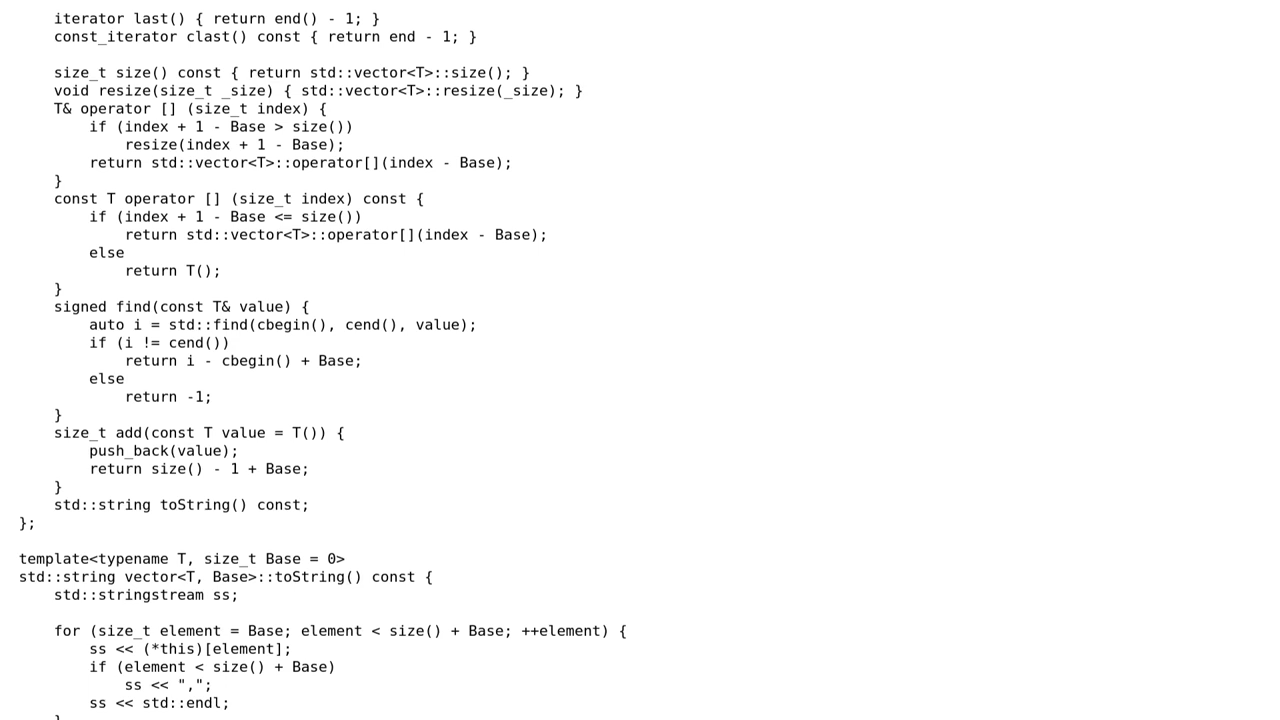 iterator last() { return end() - 1; }
const_iterator clast() const { return end - 1; }
size_t size() const { return std::vector<T>::size(); }
void resize(size_t _size) { std::vector<T>::resize(_size); }
T& operator [] (size_t index) {
if (index + 1 - Base > size())
resize(index + 1 - Base);
return std::vector<T>::operator[](index - Base);
}
const T operator [] (size_t index) const {
if (index + 1 - Base <= size())
return std::vector<T>::operator[](index - Base);
else
return T();
}
signed find(const T& value) {
auto i = std::find(cbegin(), cend(), value);
if (i != cend())
return i - cbegin() + Base;
else
return -1;
}
size_t add(const T value = T()) {
push_back(value);
return size() - 1 + Base;
}
std::string toString() const;
};
template<typename T, size_t Base = 0>
std::string vector<T, Base>::toString() const {
std::stringstream ss;
for (size_t element = Base; element < size() + Base; ++element) {
ss << (*this)[element];
if (element < size() + Base)
ss << ",";
ss << std::endl;
}